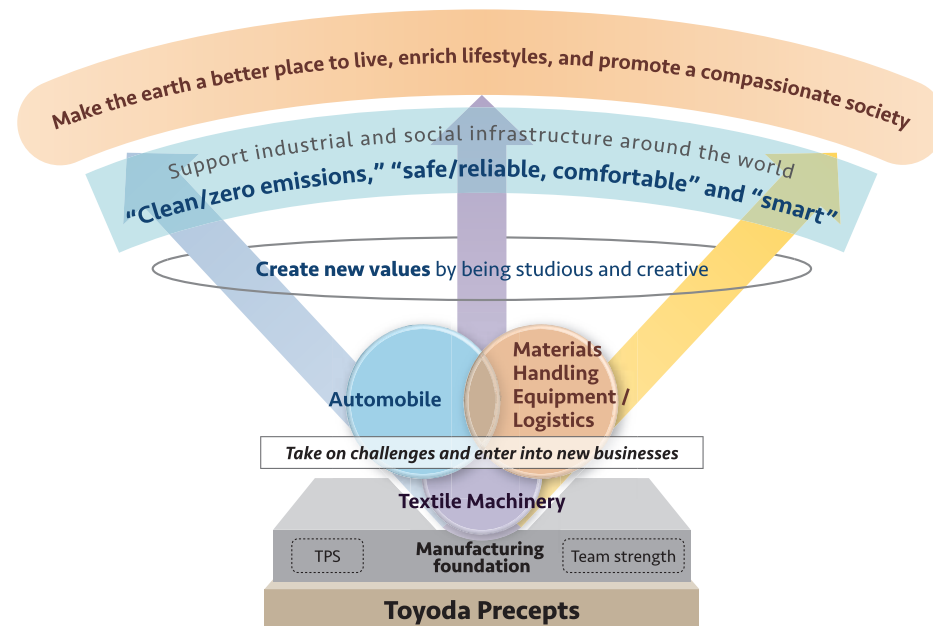 Make the earth a better place to live, enrich lifestyles, and promote a compassionate society
Support industrial and social infrastructure around the world
“Clean/zero emissions,” “safe/reliable, comfortable” and “smart”
Create new values by being studious and creative
Automobile
Materials
Handling
Equipment /
Logistics
Take on challenges and enter into new businesses
Textile Machinery
TPS
Manufacturing
foundation
Team strength
Toyoda Precepts